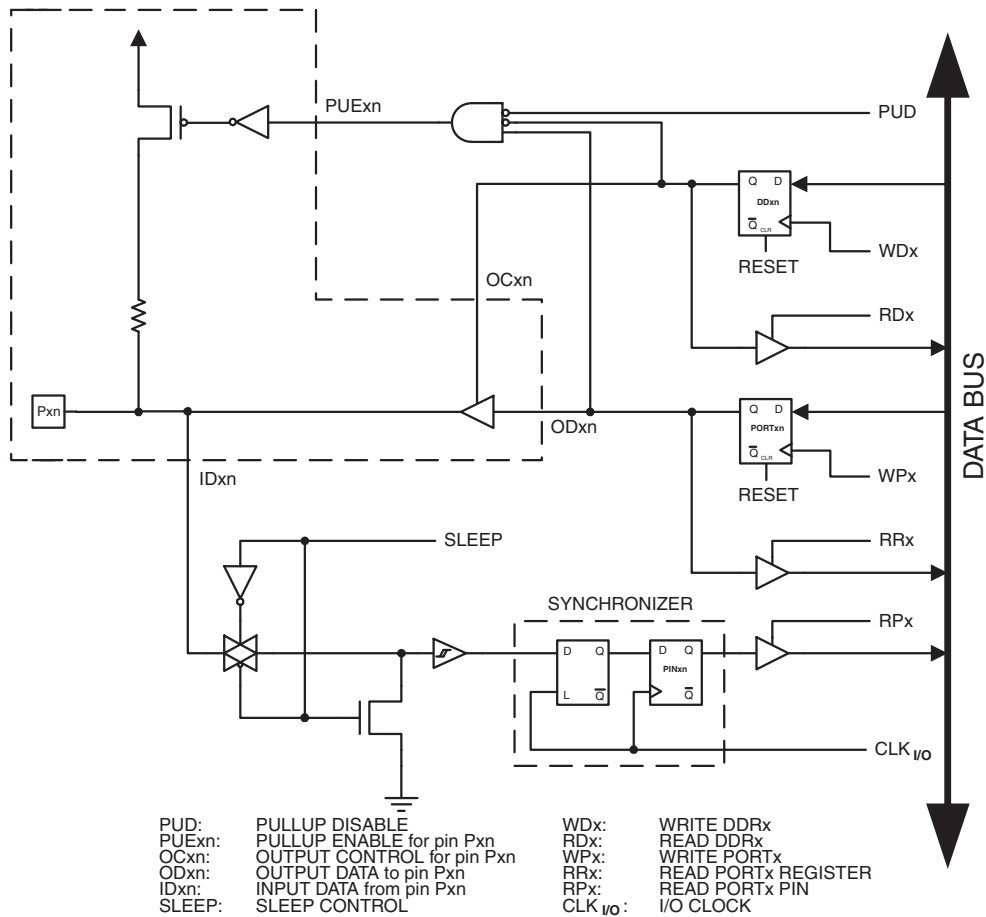 PUExn
PUD
Q D
DDxn
Q CLR
WDx
RESET
OCxn
RDx
Pxn
ODxn
Q D
PORTxn
Q CLR
WPx
RESET
IDxn
DATA BUS
SLEEP
RRx
SYNCHRONIZER
RPx
D Q
L Q
D Q
PINxn
Q
CLK I/O
PUD: PULLUP DISABLE
PUExn: PULLUP ENABLE for pin Pxn
OCxn: OUTPUT CONTROL for pin Pxn
ODxn: OUTPUT DATA to pin Pxn
IDxn: INPUT DATA from pin Pxn
SLEEP: SLEEP CONTROL
WDx: WRITE DDRx
RDx: READ DDRx
WPx: WRITE PORTx
RRx: READ PORTx REGISTER
RPx: READ PORTx PIN
CLK I/O: I/O CLOCK